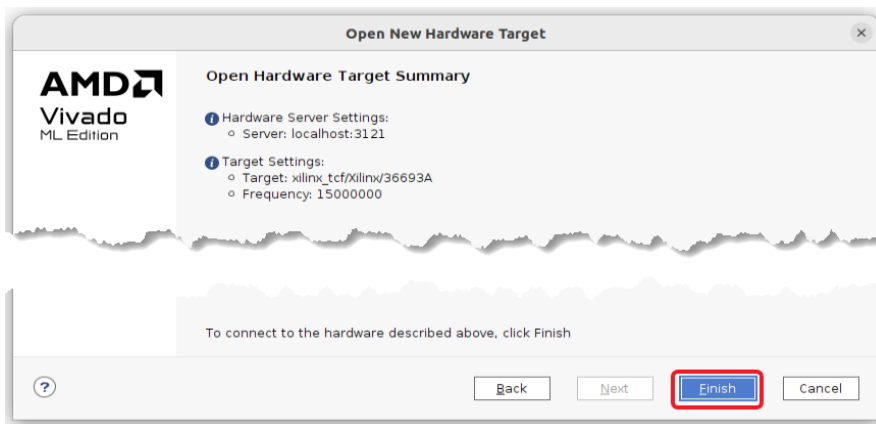 Open New Hardware Target
AMD
Vivado
ML Edition
Open Hardware Target Summary
Hardware Server Settings:
Server: localhost:3121
Target Settings:
Target: xilinx_tcf/Xilinx/36693A
Frequency: 15000000
To connect to the hardware described above, click Finish
?
Back Next Finish Cancel